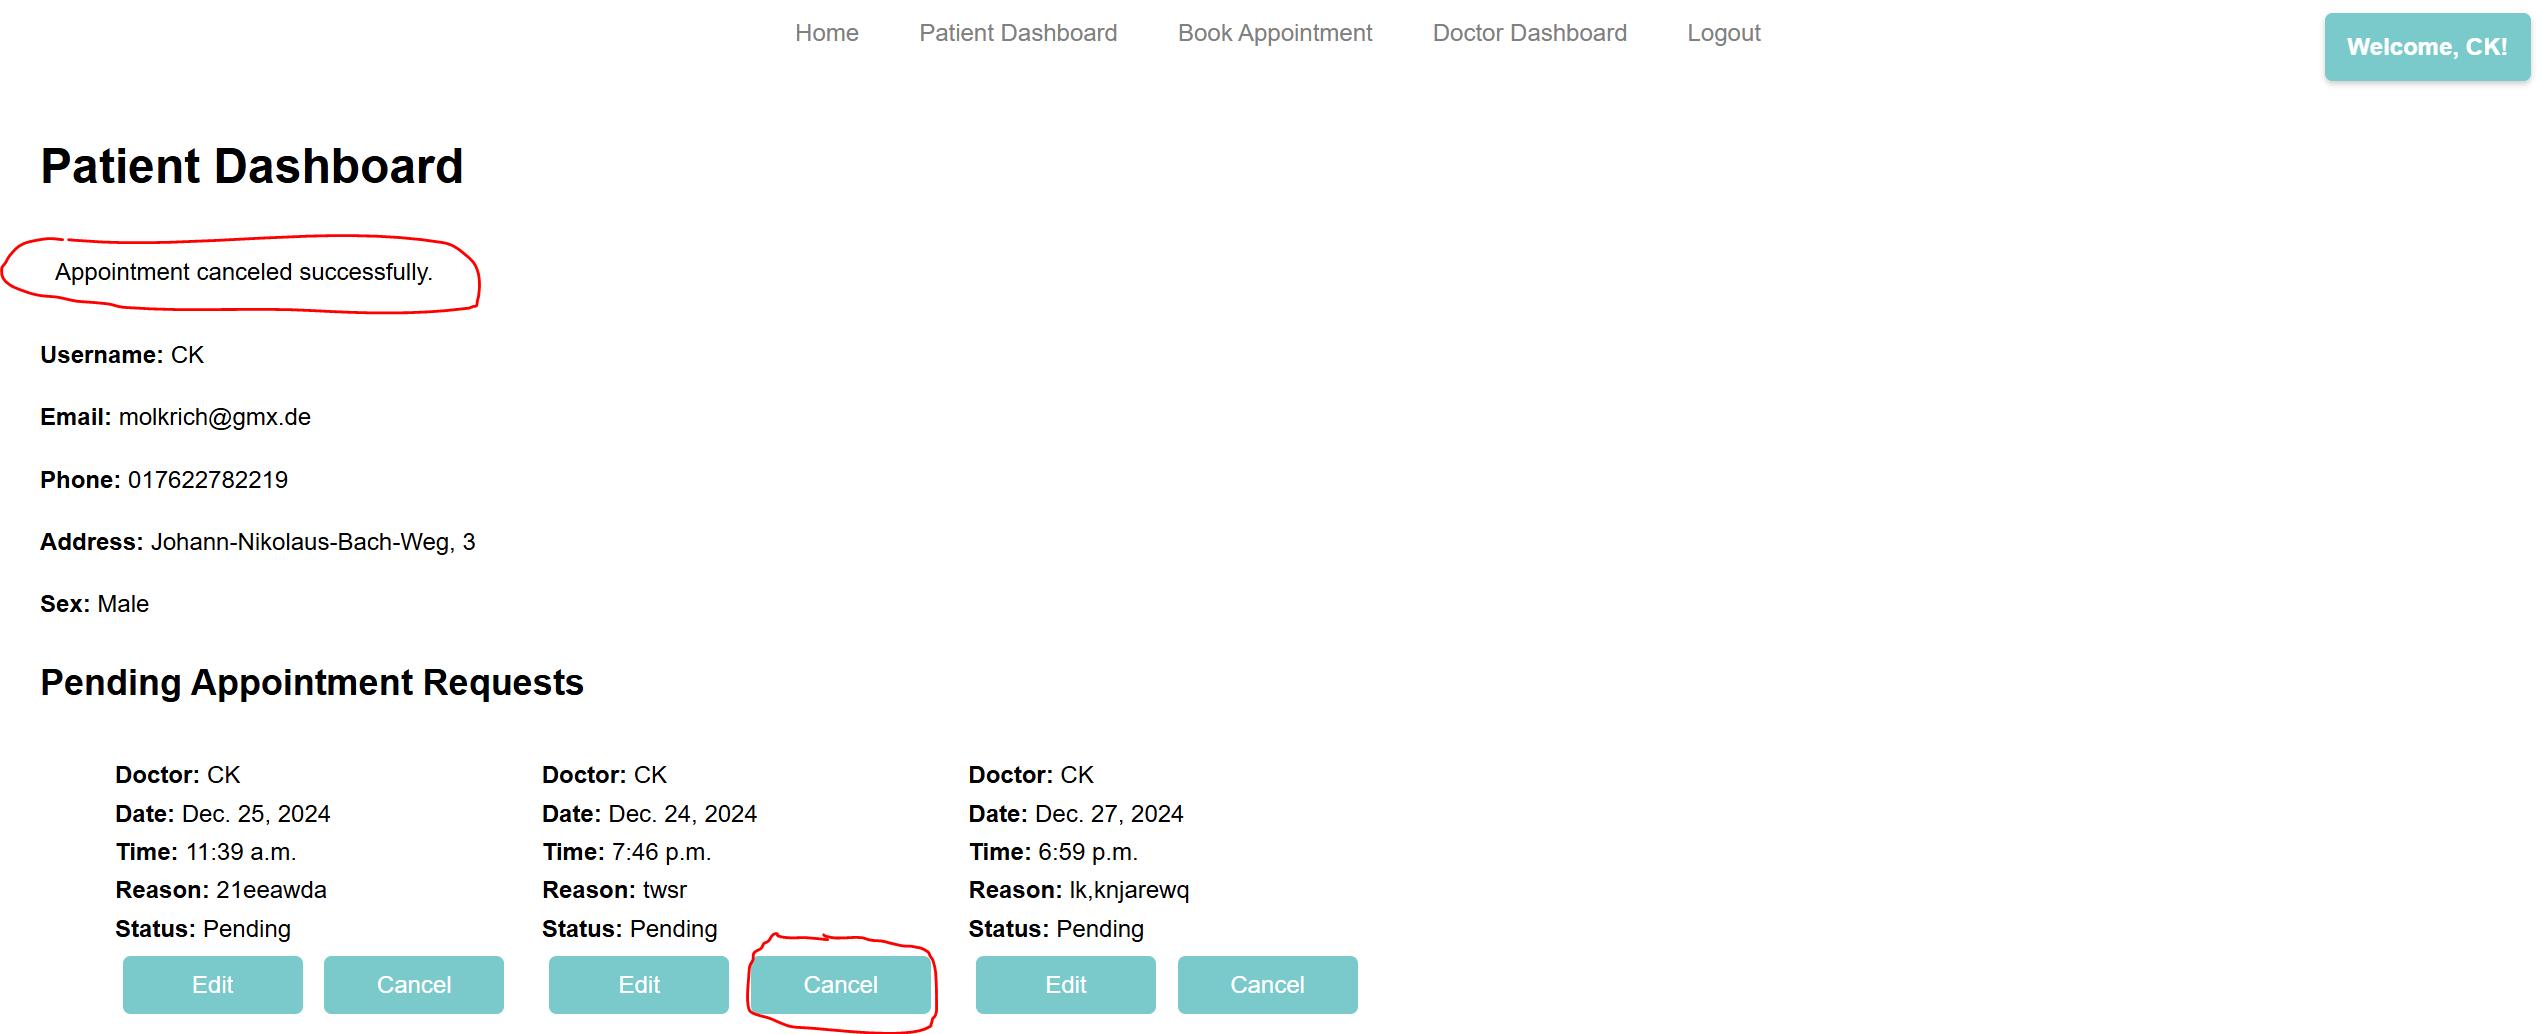 Home Patient Dashboard Book Appointment Doctor Dashboard Logout
Welcome, CK!
Patient Dashboard
Appointment canceled successfully.
Username: CK
Email: molkrich@gmx.de
Phone: 017622782219
Address: Johann-Nikolaus-Bach-Weg, 3
Sex: Male
Pending Appointment Requests
Doctor: CK
Date: Dec. 25, 2024
Time: 11:39 a.m.
Reason: 21eeawda
Status: Pending
Edit Cancel
Doctor: CK
Date: Dec. 24, 2024
Time: 7:46 p.m.
Reason: twsr
Status: Pending
Edit Cancel
Doctor: CK
Date: Dec. 27, 2024
Time: 6:59 p.m.
Reason: lk,knjarewq
Status: Pending
Edit Cancel